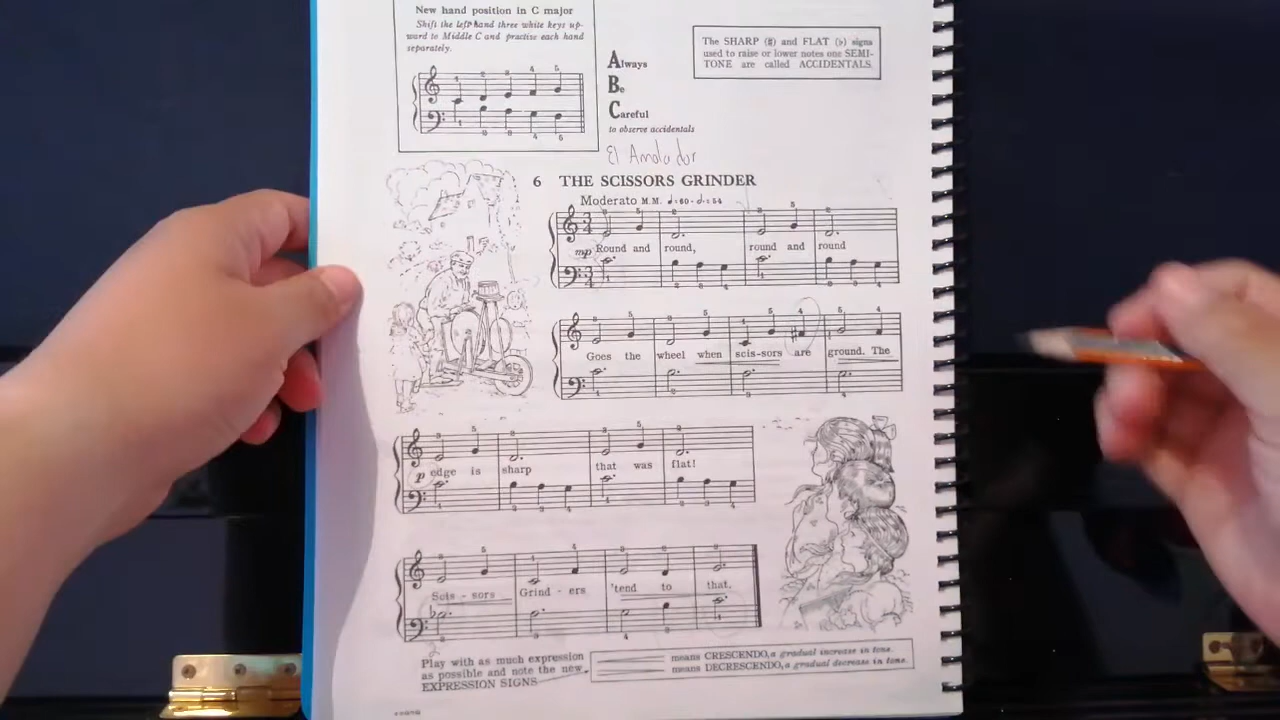 New hand position in C major
Shift the left hand three white keys up-
ward to Middle C and practise each hand
separately.
The SHARP (♯) and FLAT (♭) signs
used to raise or lower notes one SEMI-
TONE are called ACCIDENTALS.
Always
Be
Careful
to observe accidentals
El Amolador
6 THE SCISSORS GRINDER
Moderato M.M.
mp Round and round, round and round
Goes the wheel when scis-sors are ground. The
p edge is sharp that was flat!
Scis - sors Grind - ers 'tend to that.
Play with as much expression
as possible and note the new
EXPRESSION SIGNS
means CRESCENDO, a gradual increase in tone.
means DECRESCENDO, a gradual decrease in tone.